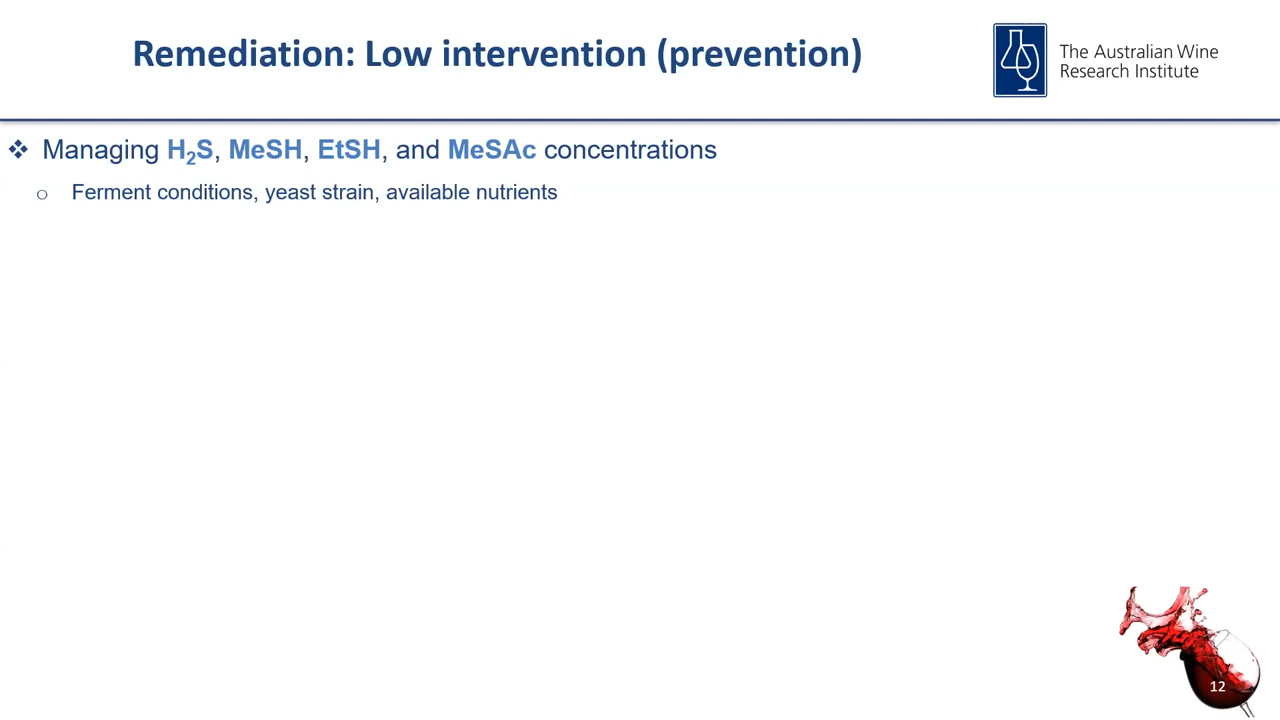 Remediation: Low intervention (prevention)
The Australian Wine
Research Institute
❖ Managing H₂S, MeSH, EtSH, and MeSAc concentrations
o Ferment conditions, yeast strain, available nutrients
12